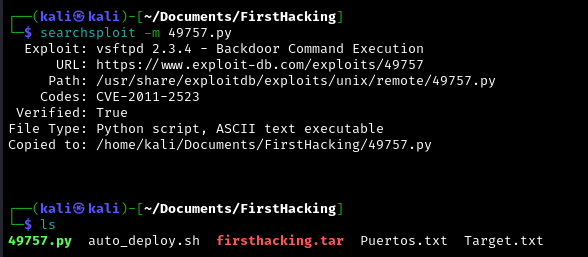 ┌──(kali㉿kali)-[~/Documents/FirstHacking]
└─$ searchsploit -m 49757.py
  Exploit: vsftpd 2.3.4 - Backdoor Command Execution
      URL: https://www.exploit-db.com/exploits/49757
     Path: /usr/share/exploitdb/exploits/unix/remote/49757.py
    Codes: CVE-2011-2523
 Verified: True
File Type: Python script, ASCII text executable
Copied to: /home/kali/Documents/FirstHacking/49757.py
┌──(kali㉿kali)-[~/Documents/FirstHacking]
└─$ ls
49757.py  auto_deploy.sh  firsthacking.tar  Puertos.txt  Target.txt